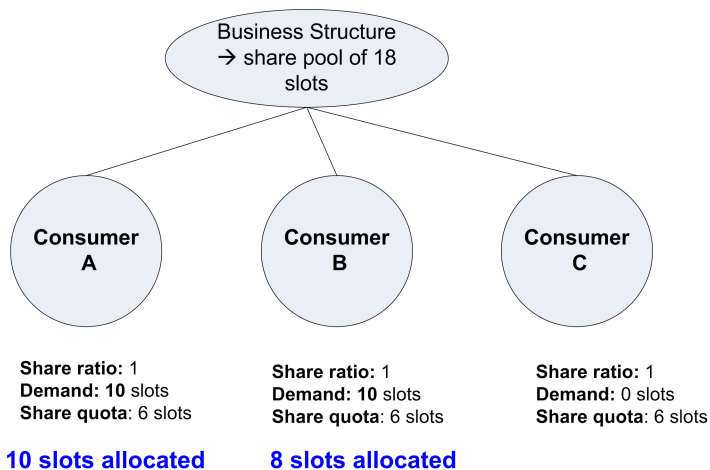 Business Structure
→ share pool of 18
slots
Consumer
A
Consumer
B
Consumer
C
Share ratio: 1
Demand: 10 slots
Share quota: 6 slots
10 slots allocated
Share ratio: 1
Demand: 10 slots
Share quota: 6 slots
8 slots allocated
Share ratio: 1
Demand: 0 slots
Share quota: 6 slots